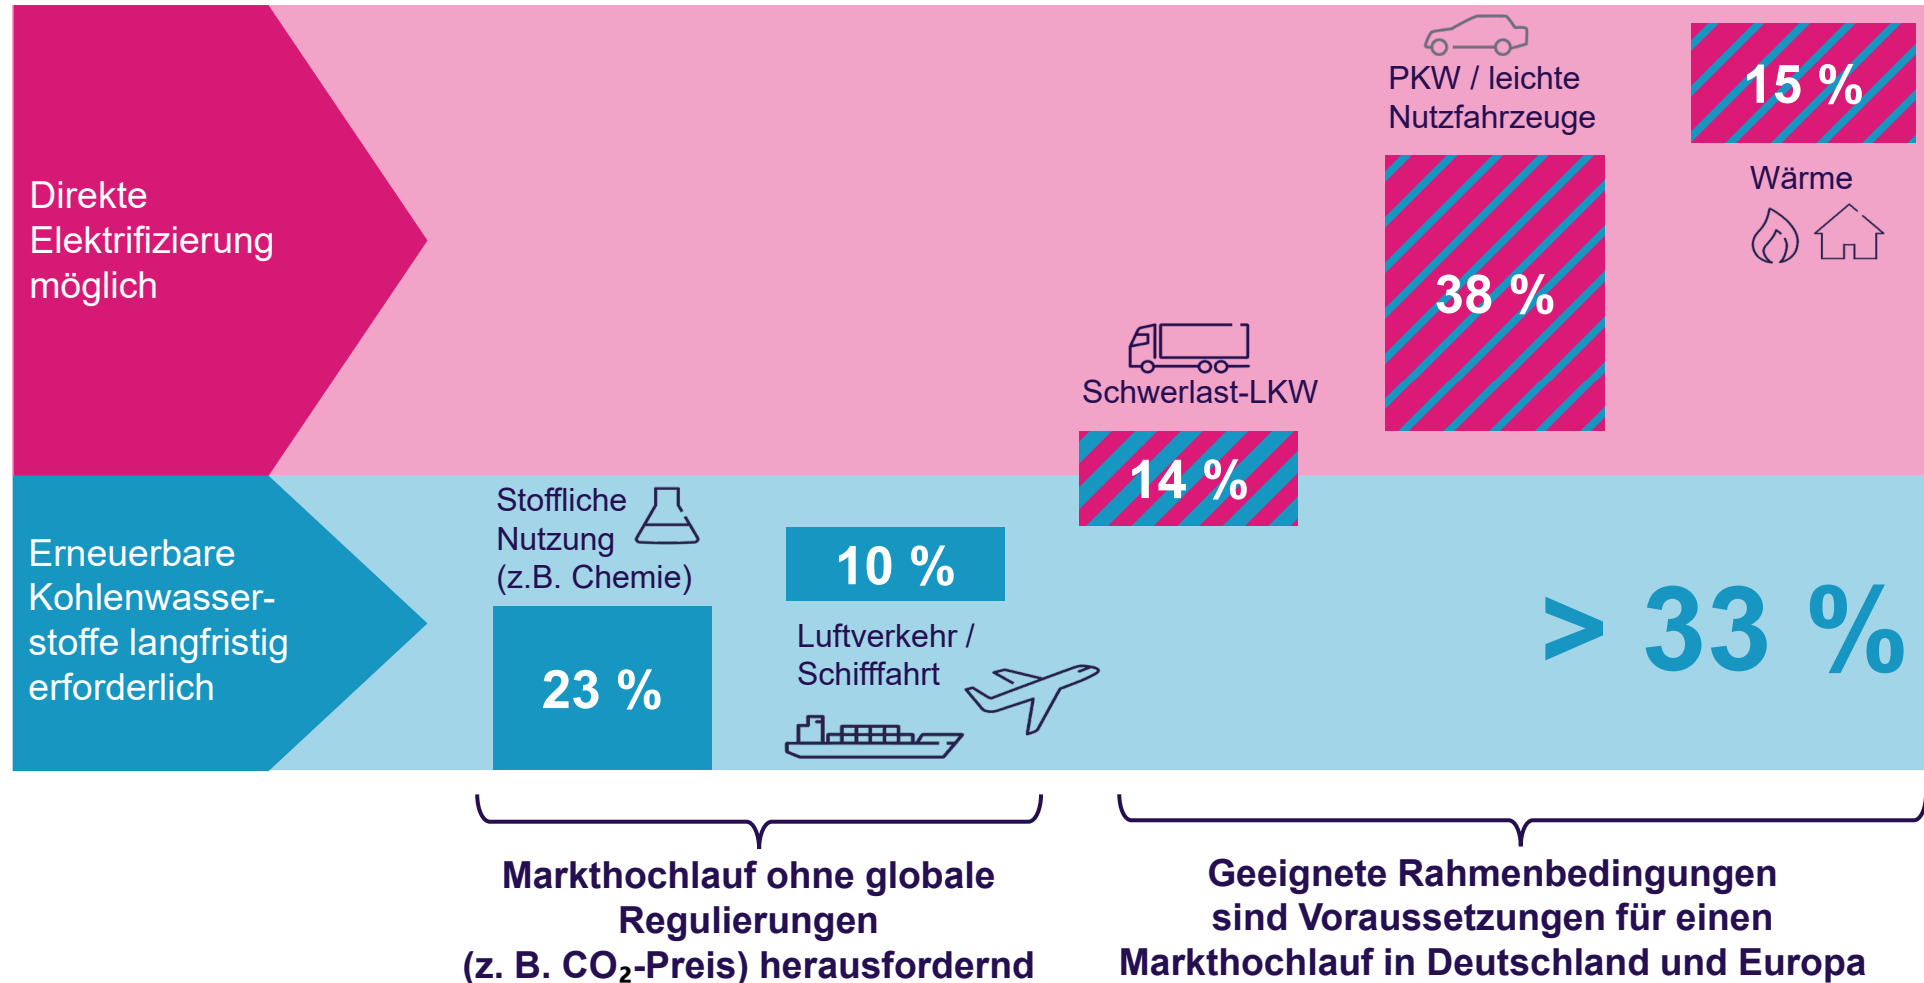 Direkte
Elektrifizierung
möglich
PKW / leichte
Nutzfahrzeuge
38 %
15 %
Wärme
Schwerlast-LKW
14 %
Erneuerbare
Kohlenwasser-
stoffe langfristig
erforderlich
Stoffliche
Nutzung
(z.B. Chemie)
23 %
10 %
Luftverkehr /
Schifffahrt
> 33 %
Markthochlauf ohne globale
Regulierungen
(z. B. CO₂-Preis) herausfordernd
Geeignete Rahmenbedingungen
sind Voraussetzungen für einen
Markthochlauf in Deutschland und Europa